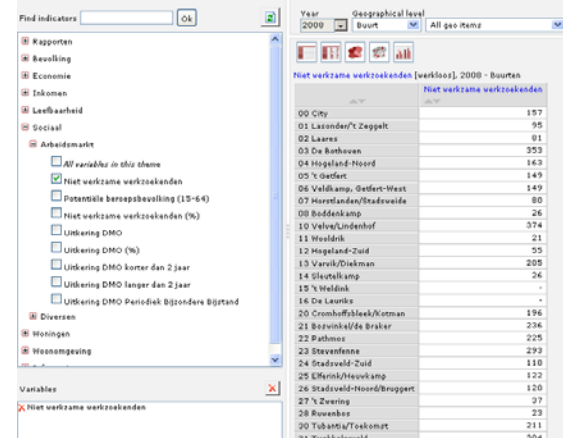 Find indicators
Ok
Rapporten
Bevolking
Economie
Inkomen
Leefbaarheid
Sociaal
Arbeidsmarkt
All variables in this theme
Niet werkzame werkzoekenden
Potentiële beroepsbevolking (15-64)
Niet werkzame werkzoekenden (%)
Uitkering DMO
Uitkering DMO (%)
Uitkering DMO korter dan 2 jaar
Uitkering DMO langer dan 2 jaar
Uitkering DMO Periodiek Bijzondere Bijstand
Diversen
Woningen
Woonomgeving
Variables
Niet werkzame werkzoekenden
Year Geographical level
2008 Buurt All geo items
Niet werkzame werkzoekenden [werkloos], 2008 - Buurten
Niet werkzame werkzoekenden
00 City 157
01 Lasonder/'t Zeggelt 95
02 Laares 81
03 De Bothoven 353
04 Hogeland-Noord 163
05 't Getfert 149
06 Veldkamp, Getfert-West 149
07 Horstlanden/Stadsweide 80
08 Boddenkamp 26
10 Velve/Lindenhof 374
11 Wooldrik 21
12 Hogeland-Zuid 55
13 Varvik/Diekman 205
14 Sleutelkamp 26
15 't Weldink -
16 De Leuriks -
20 Cromhoffsbleek/Kotman 196
21 Boswinkel/de Braker 236
22 Pathmos 225
23 Stevenfenne 293
24 Stadsveld-Zuid 110
25 Elferink/Heuwkamp 122
26 Stadsveld-Noord/Bruggert 120
27 't Zwering 37
28 Ruwenbos 23
30 Tubantia/Toekomst 211